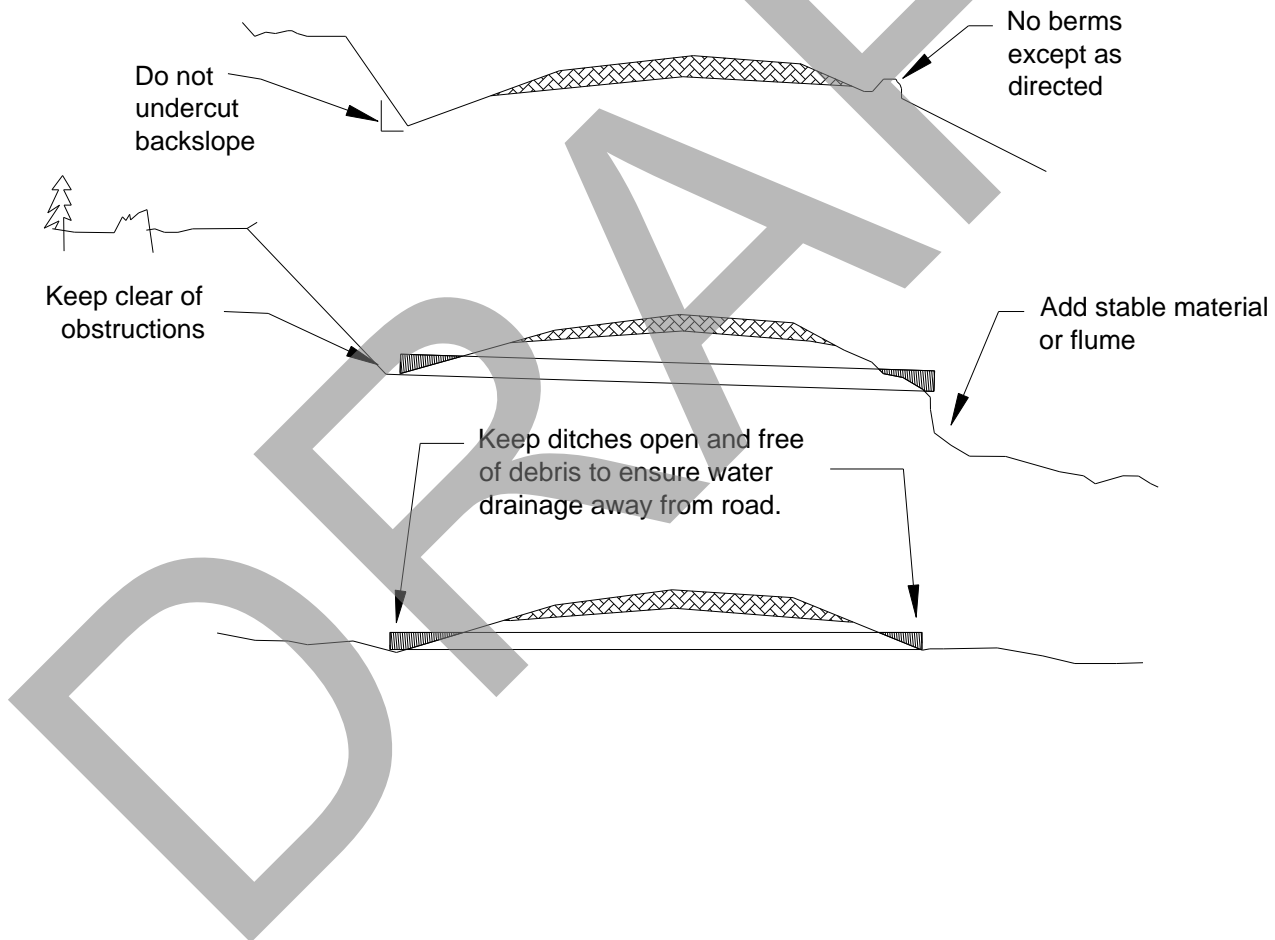 No berms
except as
directed
Do not
undercut
backslope
Keep clear of
obstructions
Add stable material
or flume
Keep ditches open and free
of debris to ensure water
drainage away from road.